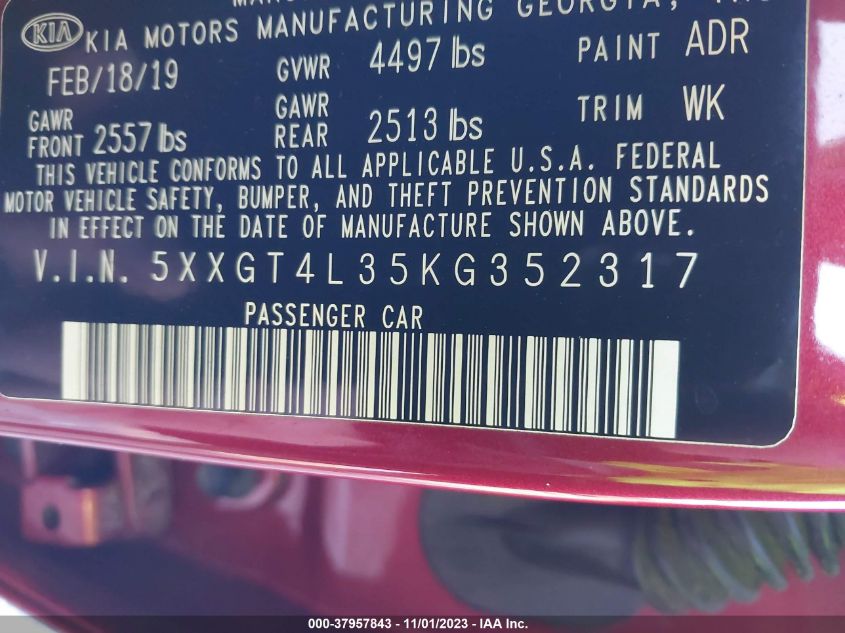 KIA KIA MOTORS MANUFACTURING GEORGIA,
FEB/18/19 GVWR 4497 lbs PAINT ADR
GAWR FRONT 2557 lbs GAWR REAR 2513 lbs TRIM WK
THIS VEHICLE CONFORMS TO ALL APPLICABLE U.S.A. FEDERAL
MOTOR VEHICLE SAFETY, BUMPER, AND THEFT PREVENTION STANDARDS
IN EFFECT ON THE DATE OF MANUFACTURE SHOWN ABOVE.
V.I.N. 5XXGT4L35KG352317
PASSENGER CAR
000-37957843 - 11/01/2023 - IAA Inc.